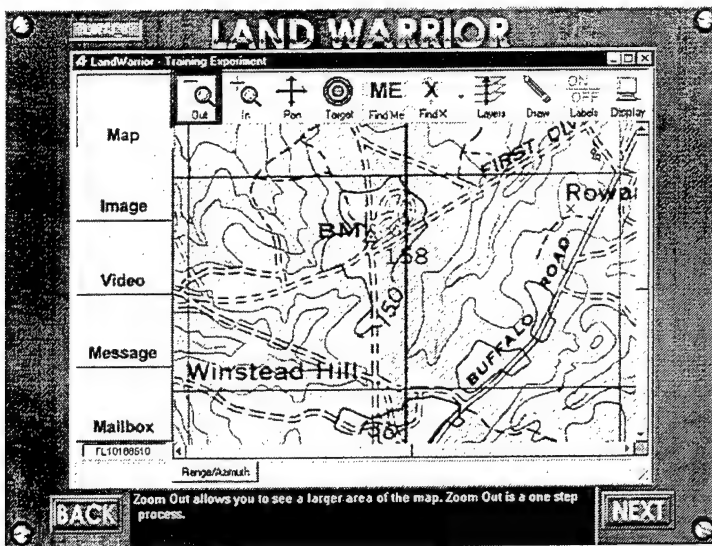 LAND WARRIOR
LandWarrior - Training Experiment
Out In Pan Target ME Find Me X Find X Layers Draw ON OFF Labels Display
Map
Image
Video
Message
Mailbox
FIRST
BM
158
150
Winstead Hill
BUFFALO ROAD
FL10188510
Range/Azimuth
BACK
Zoom Out allows you to see a larger area of the map. Zoom Out is a one step
process.
NEXT